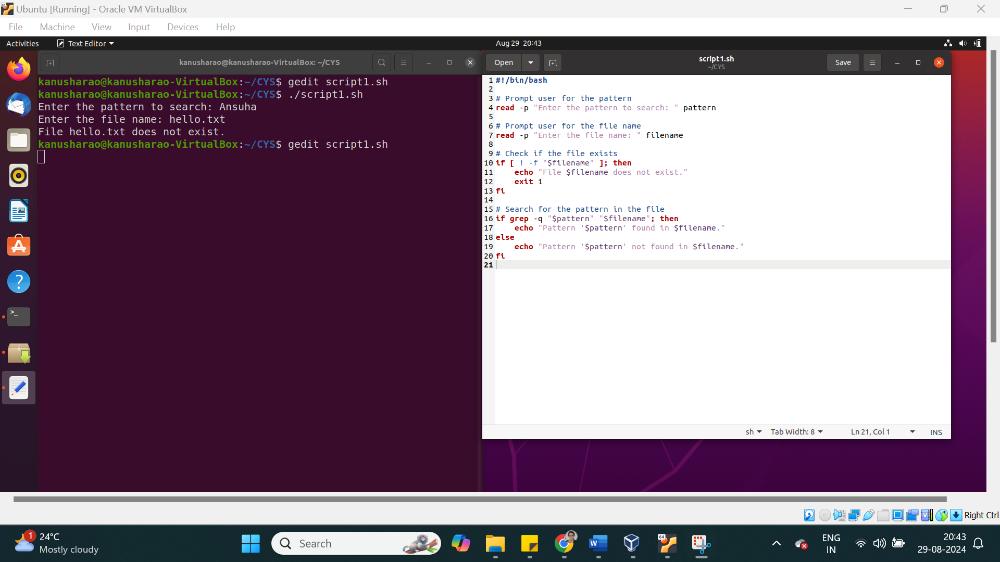 Ubuntu [Running] - Oracle VM VirtualBox
File Machine View Input Devices Help
Activities Text Editor Aug 29 20:43
kanusharao@kanusharao-VirtualBox: ~/CYS
kanusharao@kanusharao-VirtualBox:~/CYS$ gedit script1.sh
kanusharao@kanusharao-VirtualBox:~/CYS$ ./script1.sh
Enter the pattern to search: Ansuha
Enter the file name: hello.txt
File hello.txt does not exist.
kanusharao@kanusharao-VirtualBox:~/CYS$ gedit script1.sh
Open script1.sh Save
~/CYS
1 #!/bin/bash
2
3 # Prompt user for the pattern
4 read -p "Enter the pattern to search: " pattern
5
6 # Prompt user for the file name
7 read -p "Enter the file name: " filename
8
9 # Check if the file exists
10 if [ ! -f "$filename" ]; then
11     echo "File $filename does not exist."
12     exit 1
13 fi
14
15 # Search for the pattern in the file
16 if grep -q "$pattern" "$filename"; then
17     echo "Pattern '$pattern' found in $filename."
18 else
19     echo "Pattern '$pattern' not found in $filename."
20 fi
21
sh Tab Width: 8 Ln 21, Col 1 INS
Right Ctrl
1 24°C
Mostly cloudy
Search
64
W
ENG
IN
20:43
29-08-2024